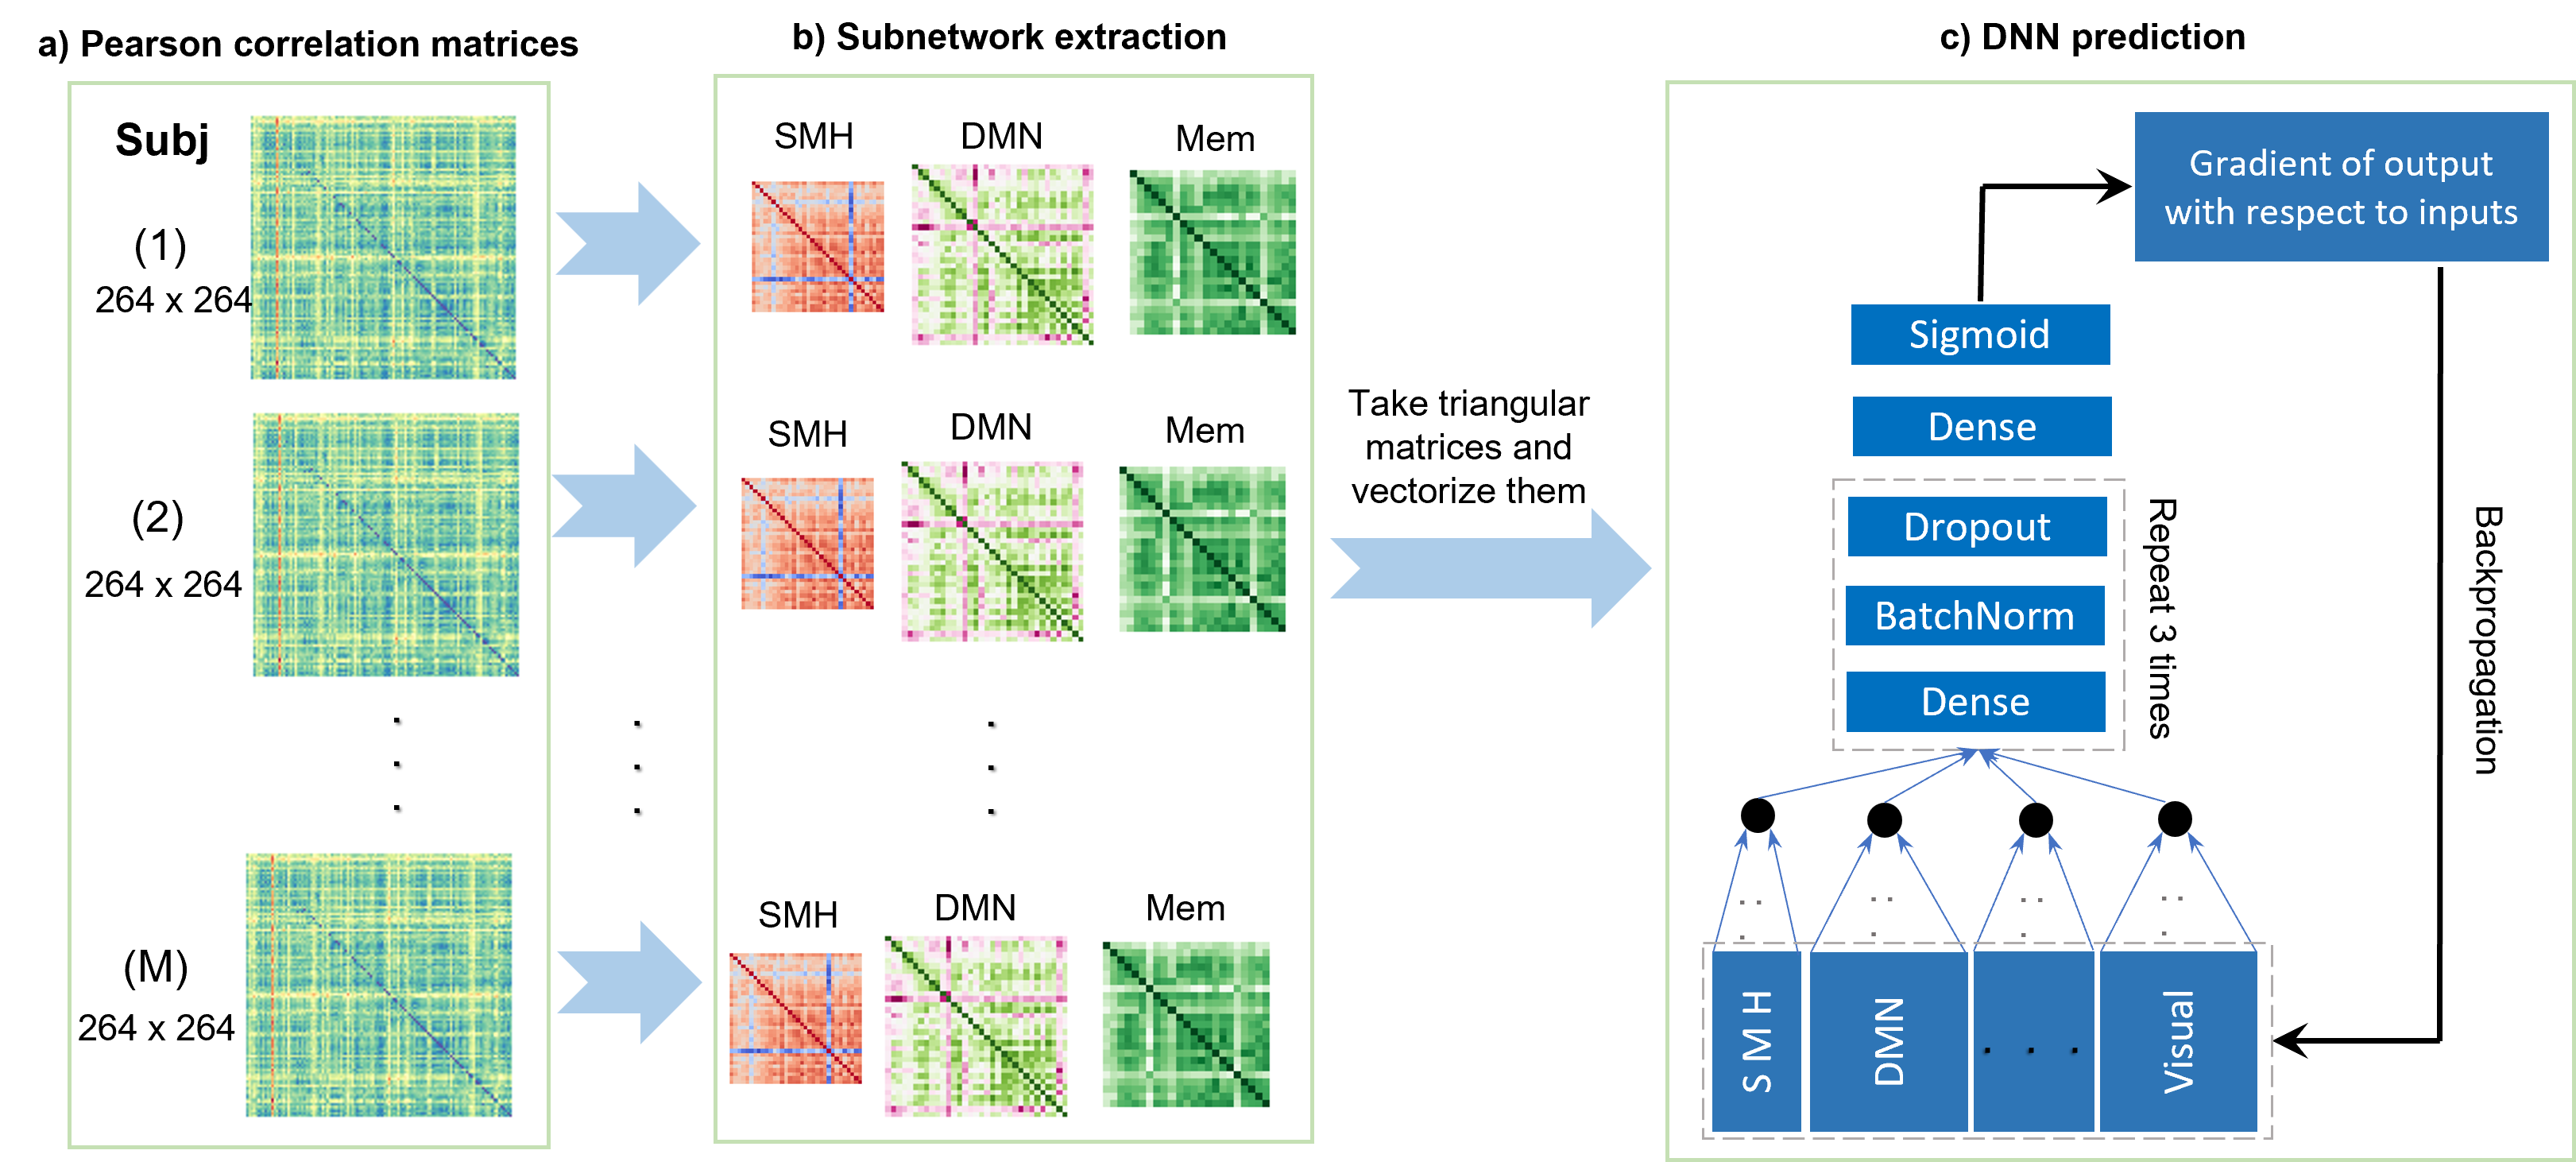 a) Pearson correlation matrices
Subj
(1)
264 x 264
(2)
264 x 264
(M)
264 x 264
b) Subnetwork extraction
SMH DMN Mem
SMH DMN Mem
SMH DMN Mem
Take triangular
matrices and
vectorize them
c) DNN prediction
Gradient of output
with respect to inputs
Sigmoid
Dense
Dropout
BatchNorm
Dense
Repeat 3 times
Backpropagation
SMH
DMN
. . .
Visual